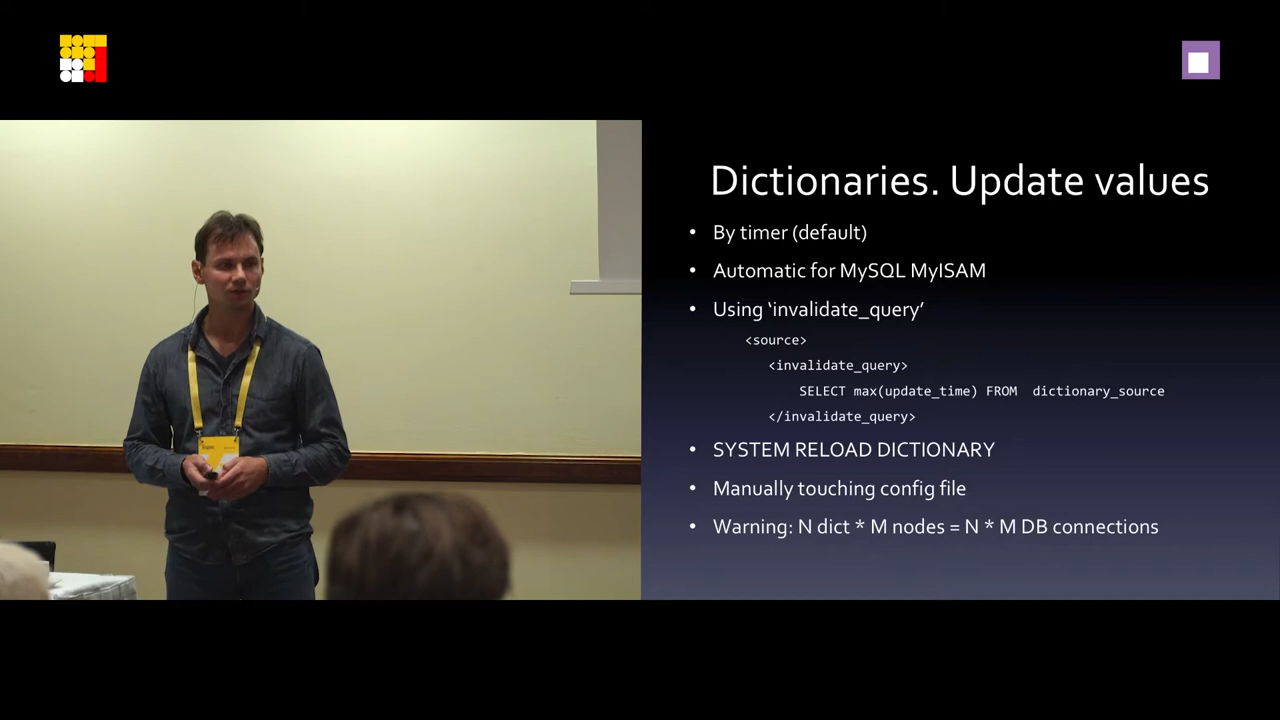 Dictionaries. Update values
• By timer (default)
• Automatic for MySQL MyISAM
• Using ‘invalidate_query’
<source>
<invalidate_query>
SELECT max(update_time) FROM dictionary_source
</invalidate_query>
• SYSTEM RELOAD DICTIONARY
• Manually touching config file
• Warning: N dict * M nodes = N * M DB connections